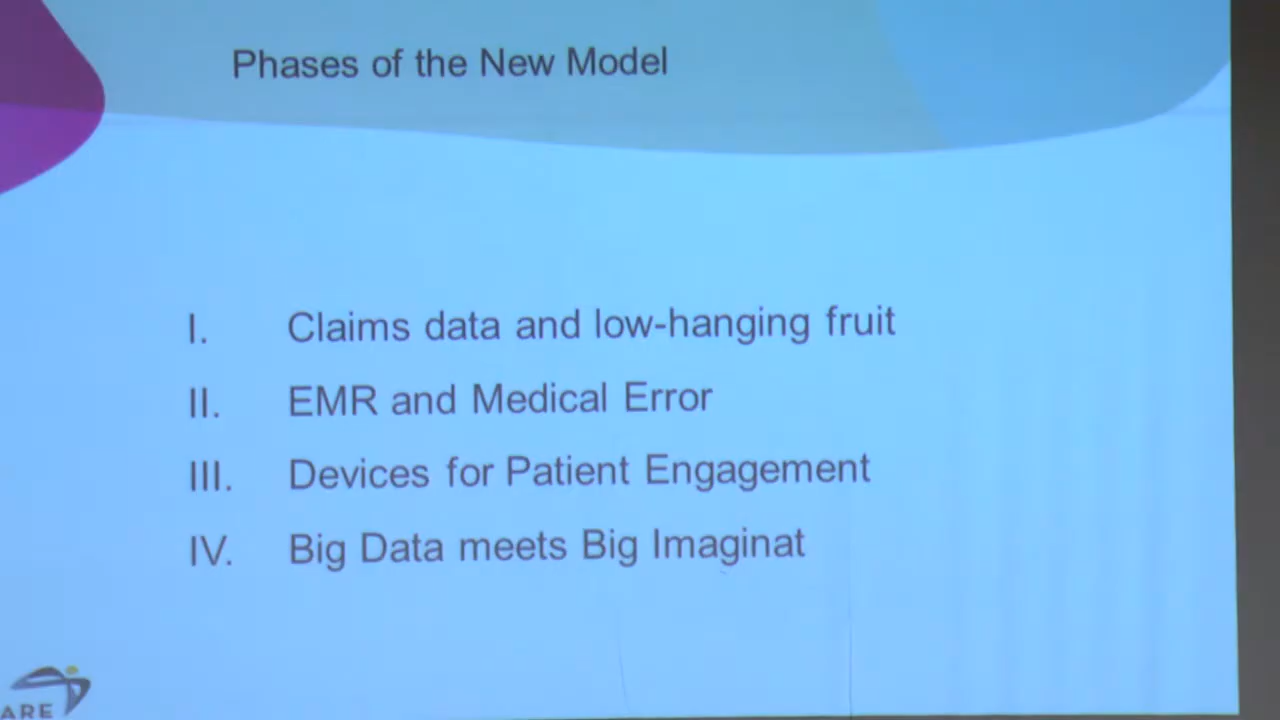 Phases of the New Model
I. Claims data and low-hanging fruit
II. EMR and Medical Error
III. Devices for Patient Engagement
IV. Big Data meets Big Imaginat
ARE